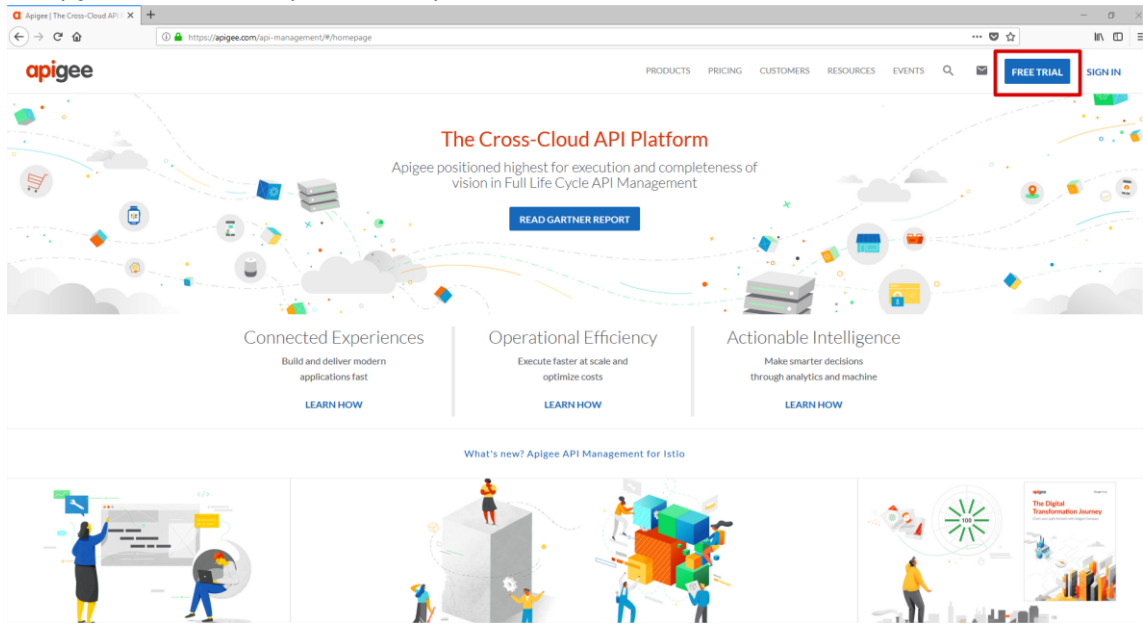 Apigee | The Cross-Cloud API
https://apigee.com/api-management/#/homepage
apigee
PRODUCTS PRICING CUSTOMERS RESOURCES EVENTS FREE TRIAL SIGN IN
The Cross-Cloud API Platform
Apigee positioned highest for execution and completeness of
vision in Full Life Cycle API Management
READ GARTNER REPORT
Connected Experiences
Build and deliver modern
applications fast
LEARN HOW
Operational Efficiency
Execute faster at scale and
optimize costs
LEARN HOW
Actionable Intelligence
Make smarter decisions
through analytics and machine
LEARN HOW
What's new? Apigee API Management for Istio
</>
100
apigee
The Digital
Transformation Journey